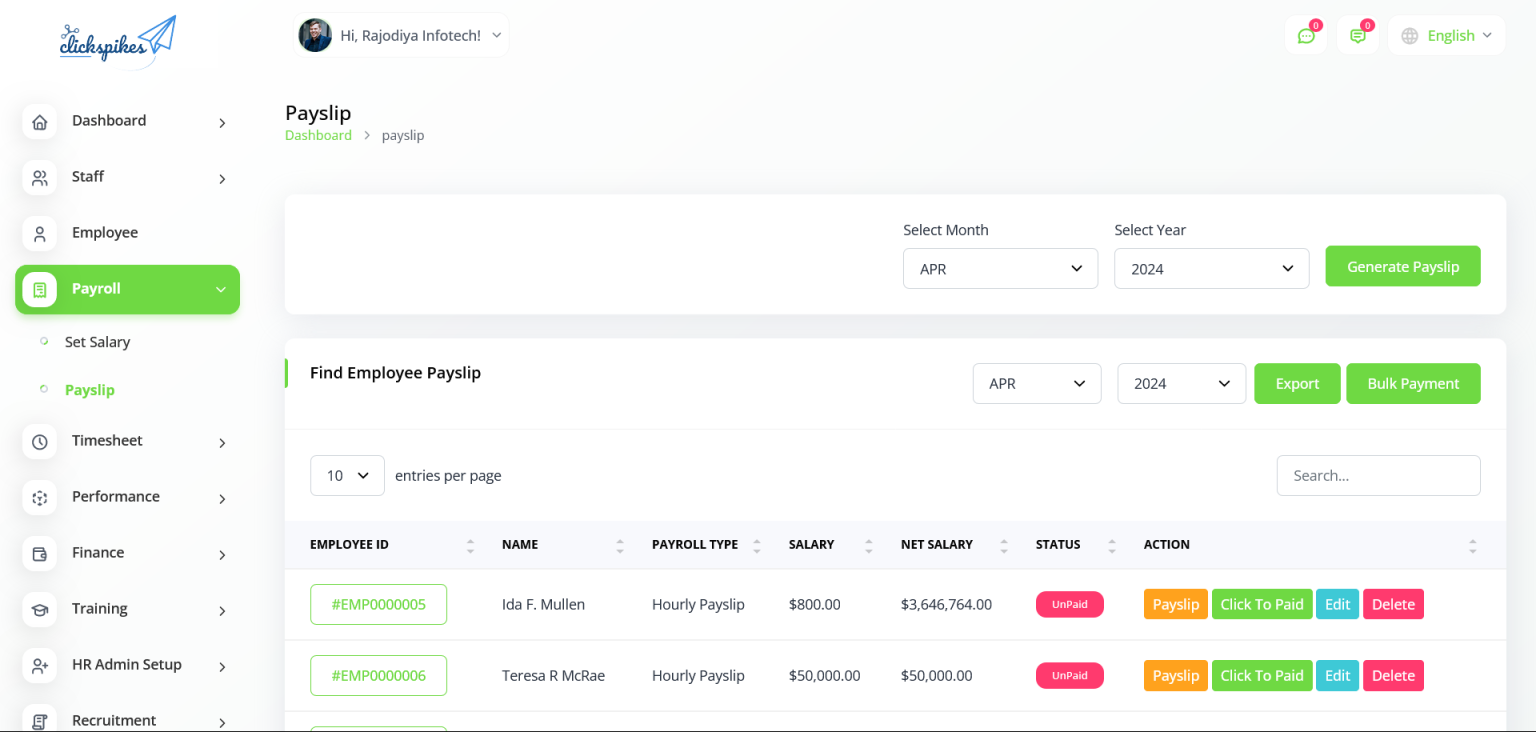 clickspikes
Hi, Rajodiya Infotech!
0
0
English
Dashboard
Staff
Employee
Payroll
Set Salary
Payslip
Timesheet
Performance
Finance
Training
HR Admin Setup
Recruitment
Payslip
Dashboard > payslip
Select Month
Select Year
APR
2024
Generate Payslip
Find Employee Payslip
APR
2024
Export
Bulk Payment
10 entries per page
Search...
EMPLOYEE ID NAME PAYROLL TYPE SALARY NET SALARY STATUS ACTION
#EMP0000005 Ida F. Mullen Hourly Payslip $800.00 $3,646,764.00 UnPaid Payslip Click To Paid Edit Delete
#EMP0000006 Teresa R McRae Hourly Payslip $50,000.00 $50,000.00 UnPaid Payslip Click To Paid Edit Delete